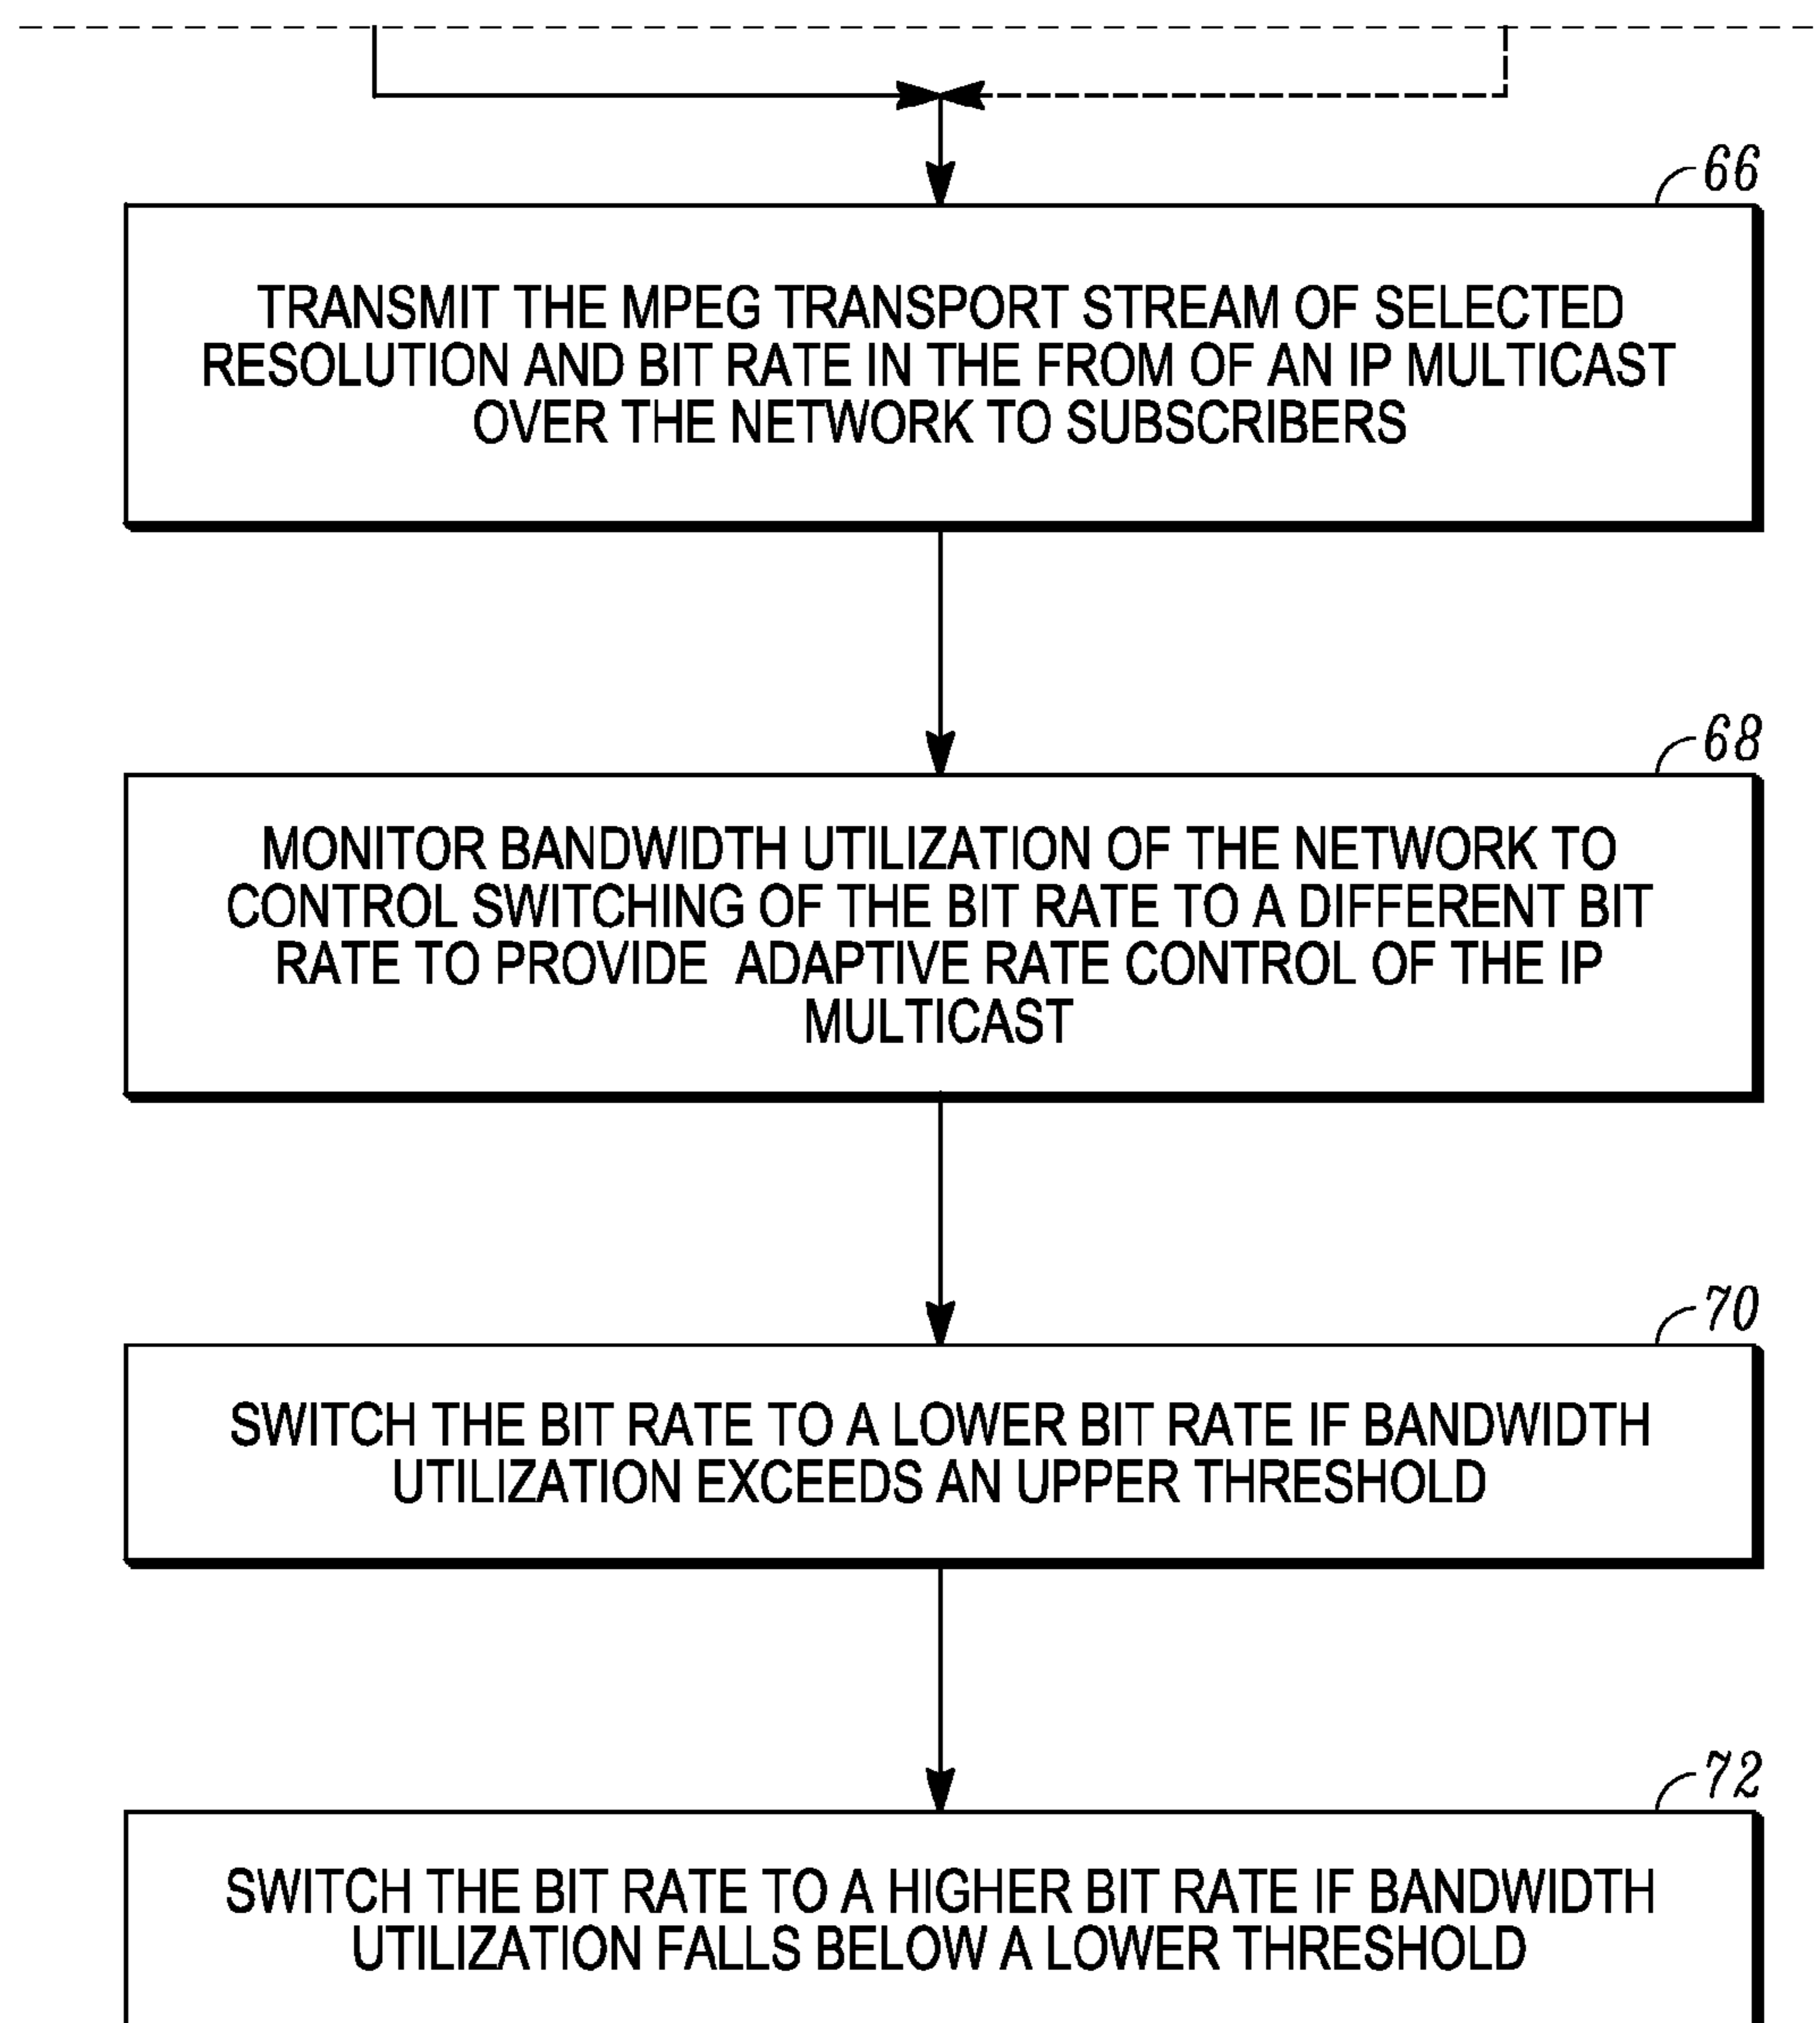 66
TRANSMIT THE MPEG TRANSPORT STREAM OF SELECTED
RESOLUTION AND BIT RATE IN THE FROM OF AN IP MULTICAST
OVER THE NETWORK TO SUBSCRIBERS
68
MONITOR BANDWIDTH UTILIZATION OF THE NETWORK TO
CONTROL SWITCHING OF THE BIT RATE TO A DIFFERENT BIT
RATE TO PROVIDE ADAPTIVE RATE CONTROL OF THE IP
MULTICAST
70
SWITCH THE BIT RATE TO A LOWER BIT RATE IF BANDWIDTH
UTILIZATION EXCEEDS AN UPPER THRESHOLD
72
SWITCH THE BIT RATE TO A HIGHER BIT RATE IF BANDWIDTH
UTILIZATION FALLS BELOW A LOWER THRESHOLD